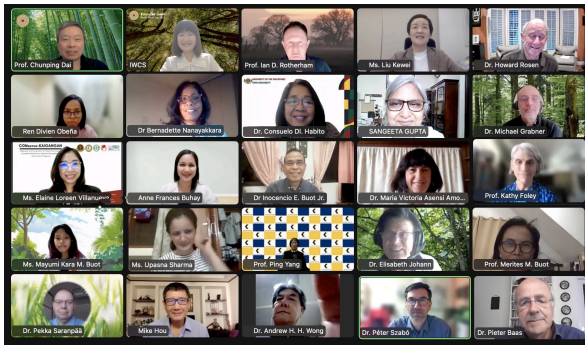 Prof. Chunping Dai
IWCS
Prof. Ian D. Rotherham
Ms. Liu Kewei
Dr. Howard Rosen
Ren Divien Obeña
Dr Bernadette Nanayakkara
Dr. Consuelo Dl. Habito
SANGEETA GUPTA
Dr. Michael Grabner
Ms. Elaine Loreen Villanueva
Anne Frances Buhay
Dr Inocencio E. Buot Jr.
Dr. Maria Victoria Asensi Amo...
Prof. Kathy Foley
Ms. Mayumi Kara M. Buot
Ms. Upasna Sharma
Prof. Ping Yang
Dr. Elisabeth Johann
Prof. Merites M. Buot
Dr. Pekka Saranpää
Mike Hou
Dr. Andrew H. H. Wong
Dr. Péter Szabó
Dr. Pieter Baas